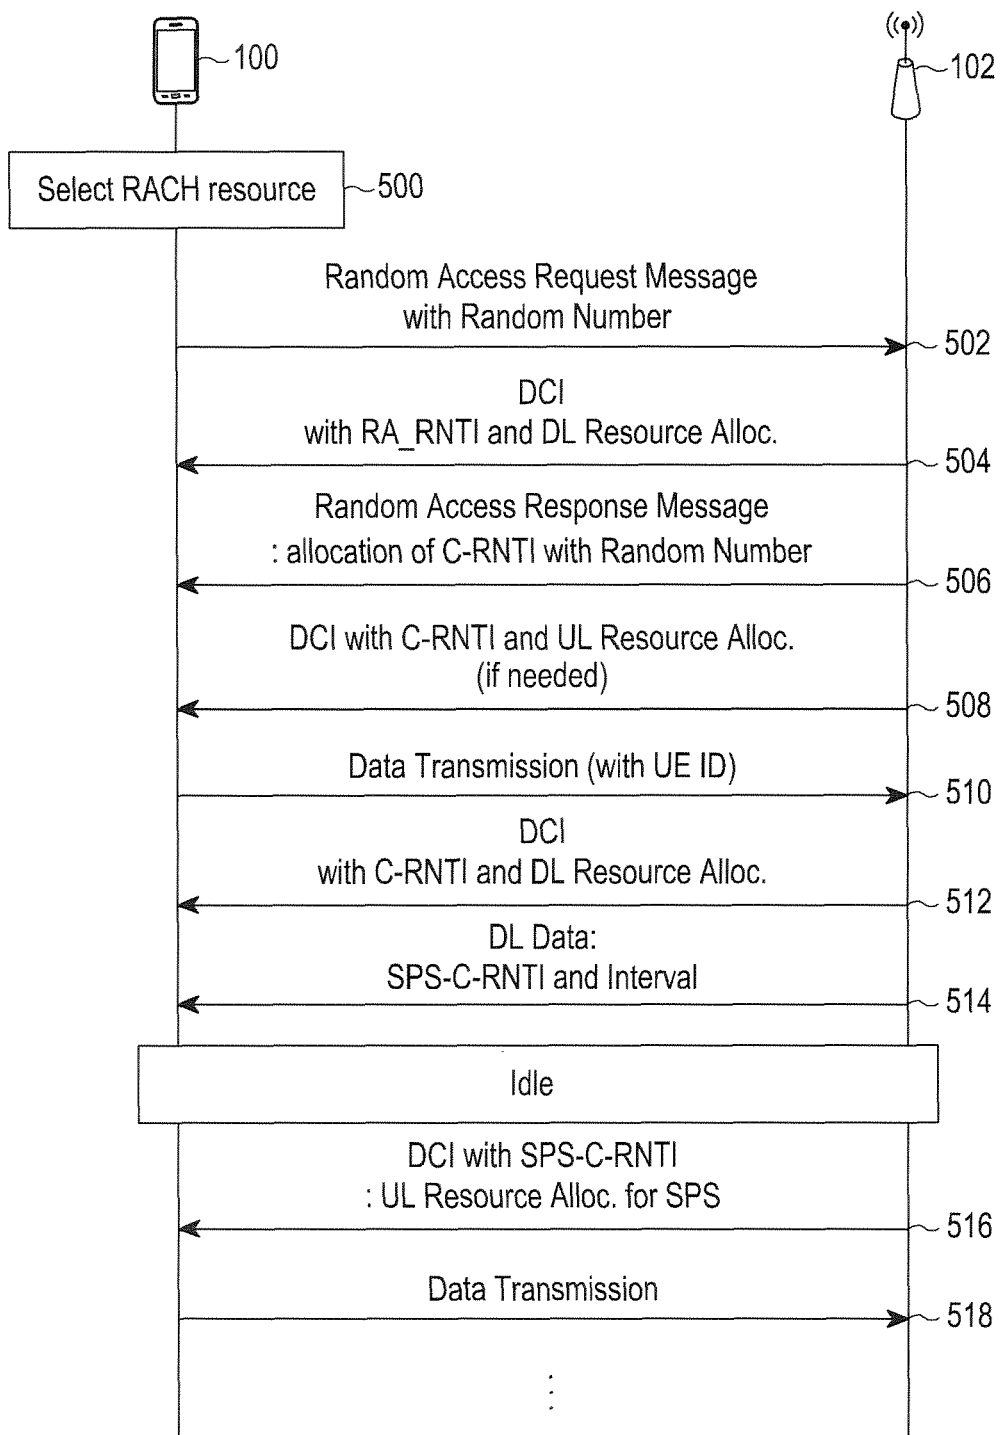 100
102
Select RACH resource
500
Random Access Request Message
with Random Number
502
DCI
with RA_RNTI and DL Resource Alloc.
504
Random Access Response Message
: allocation of C-RNTI with Random Number
506
DCI with C-RNTI and UL Resource Alloc.
(if needed)
508
Data Transmission (with UE ID)
510
DCI
with C-RNTI and DL Resource Alloc.
512
DL Data:
SPS-C-RNTI and Interval
514
Idle
DCI with SPS-C-RNTI
: UL Resource Alloc. for SPS
516
Data Transmission
518